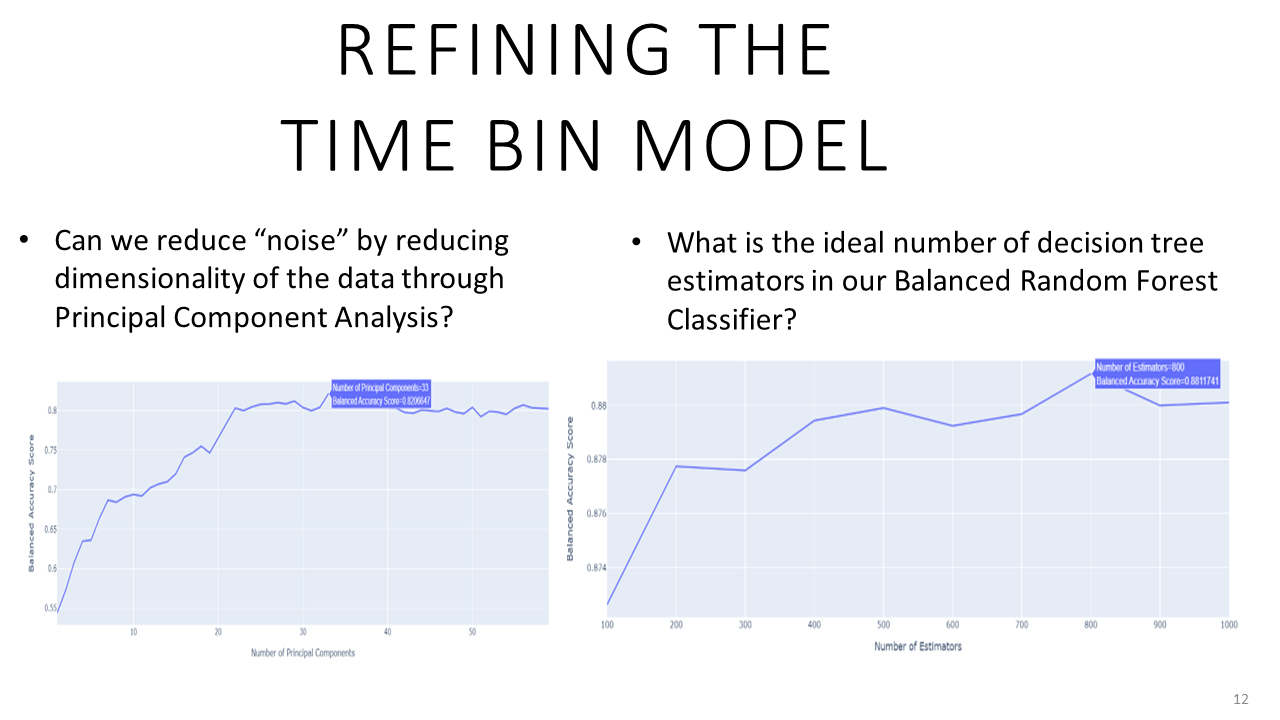 REFINING THE
TIME BIN MODEL
• Can we reduce “noise” by reducing
dimensionality of the data through
Principal Component Analysis?
• What is the ideal number of decision tree
estimators in our Balanced Random Forest
Classifier?
Number of Principal Components=33
Balanced Accuracy Score=0.8206647
0.8
0.75
0.7
0.65
0.6
0.55
Balanced Accuracy Score
10 20 30 40 50
Number of Principal Components
Number of Estimators=800
Balanced Accuracy Score=0.8811741
0.88
0.878
0.876
0.874
Balanced Accuracy Score
100 200 300 400 500 600 700 800 900 1000
Number of Estimators
12